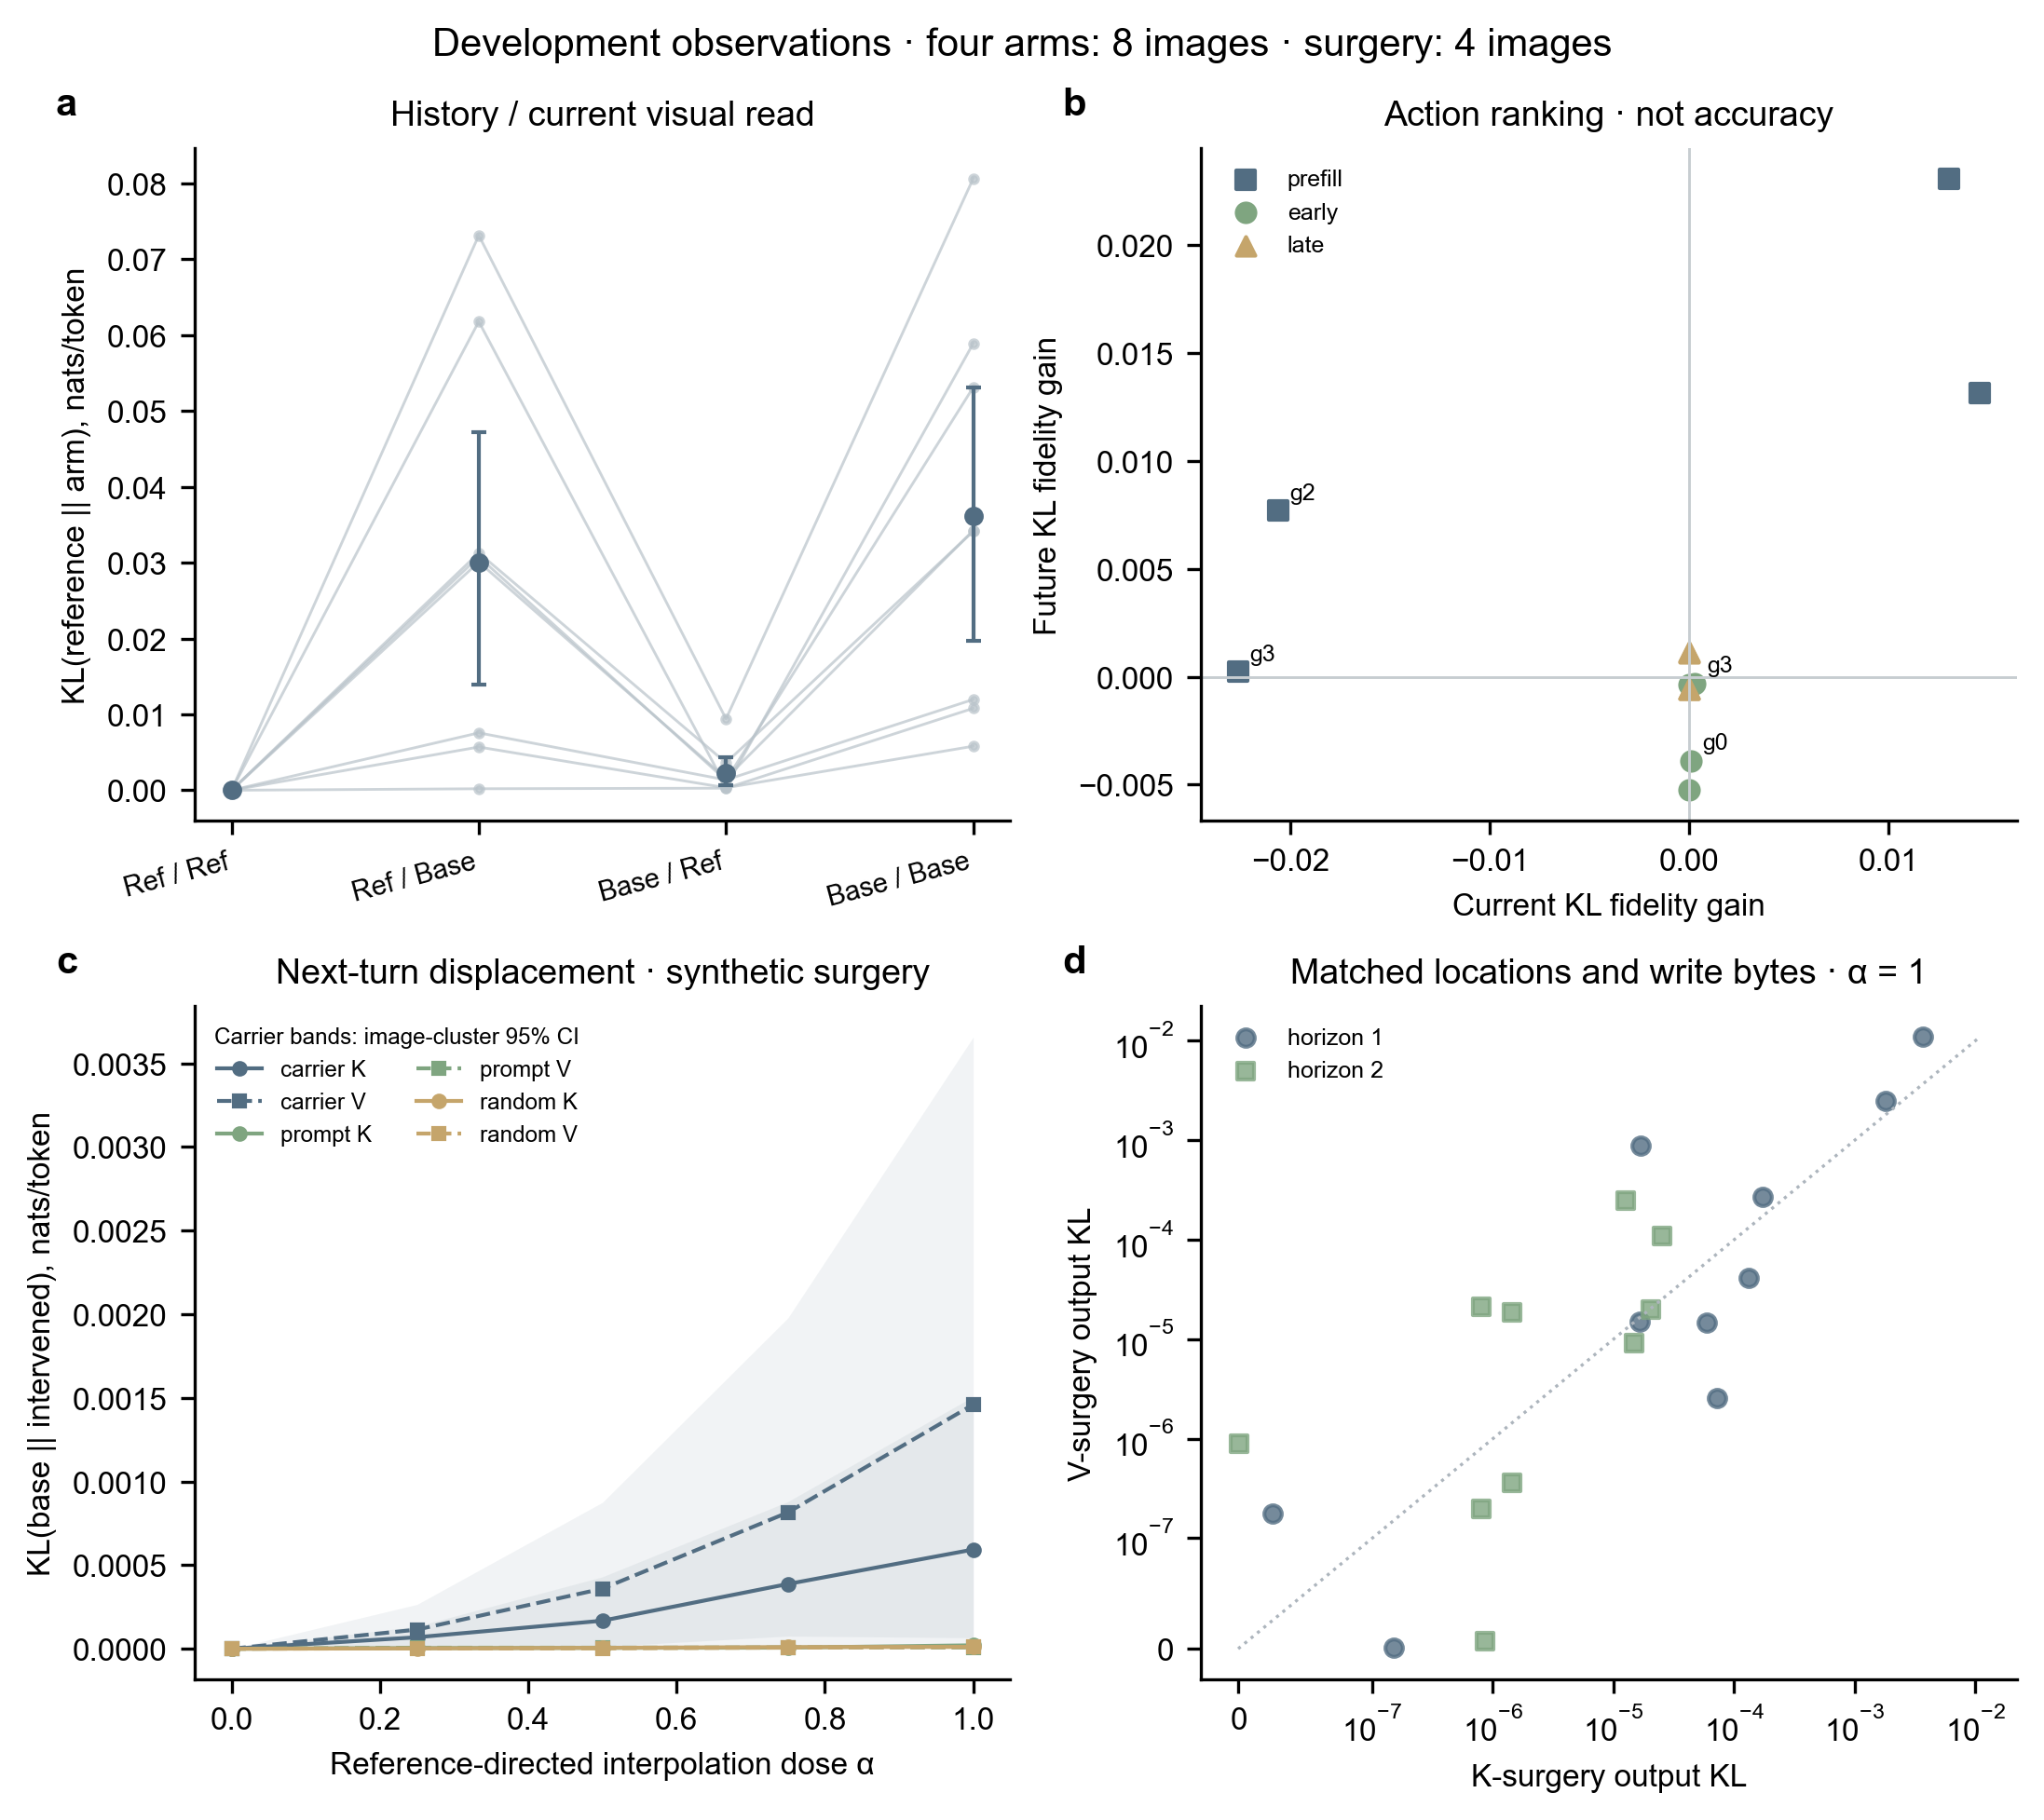 Development observations · four arms: 8 images · surgery: 4 images
a
History / current visual read
KL(reference || arm), nats/token
0.08
0.07
0.06
0.05
0.04
0.03
0.02
0.01
0.00
Ref / Ref
Ref / Base
Base / Ref
Base / Base
b
Action ranking · not accuracy
prefill
early
late
Future KL fidelity gain
0.020
0.015
0.010
0.005
0.000
−0.005
g2
g3
g3
g0
−0.02
−0.01
0.00
0.01
Current KL fidelity gain
c
Next-turn displacement · synthetic surgery
Carrier bands: image-cluster 95% CI
carrier K
carrier V
prompt K
prompt V
random K
random V
KL(base || intervened), nats/token
0.0035
0.0030
0.0025
0.0020
0.0015
0.0010
0.0005
0.0000
0.0
0.2
0.4
0.6
0.8
1.0
Reference-directed interpolation dose α
d
Matched locations and write bytes · α = 1
horizon 1
horizon 2
V-surgery output KL
10⁻²
10⁻³
10⁻⁴
10⁻⁵
10⁻⁶
10⁻⁷
0
0
10⁻⁷
10⁻⁶
10⁻⁵
10⁻⁴
10⁻³
10⁻²
K-surgery output KL